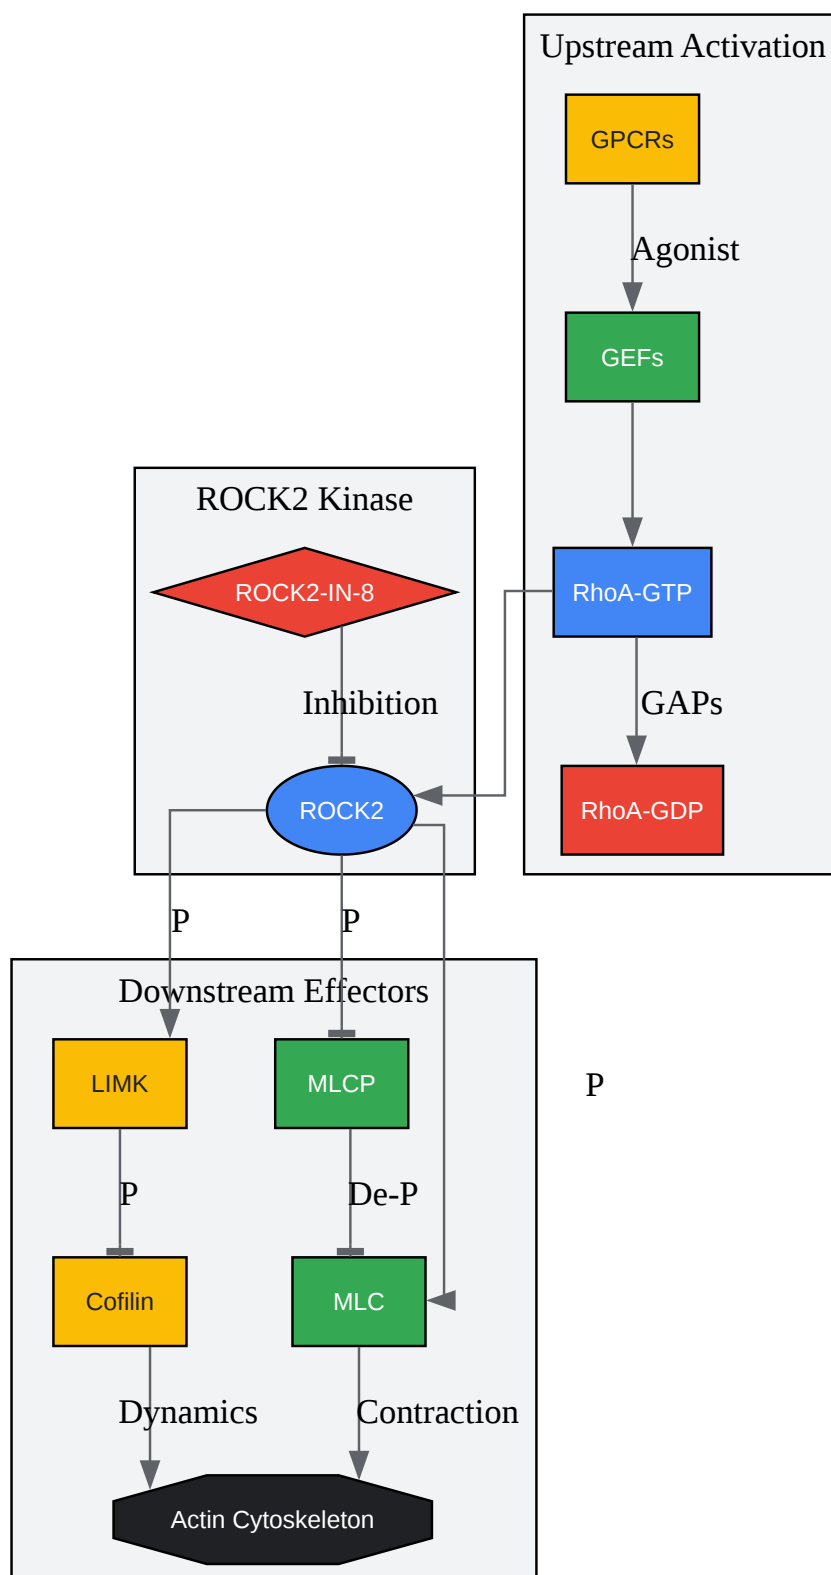 Upstream Activation
GPCRs
Agonist
GEFs
ROCK2 Kinase
ROCK2-IN-8
RhoA-GTP
Inhibition
GAPs
ROCK2
RhoA-GDP
P
P
Downstream Effectors
LIMK
MLCP
P
P
De-P
Cofilin
MLC
Dynamics
Contraction
Actin Cytoskeleton